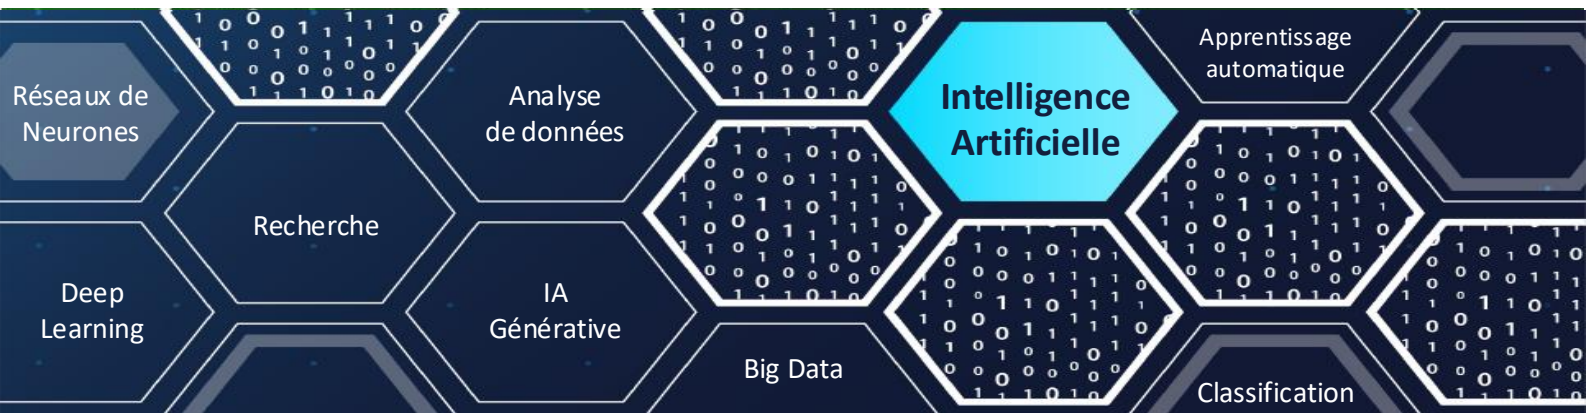 Réseaux de
Neurones
Analyse
de données
Intelligence
Artificielle
Apprentissage
automatique
Recherche
Deep
Learning
IA
Générative
Big Data
Classification